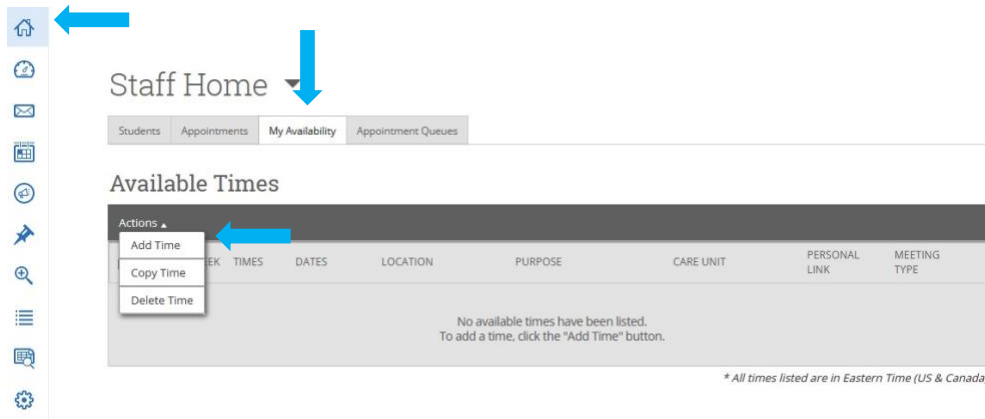 Staff Home
Students Appointments My Availability Appointment Queues
Available Times
Actions
Add Time
Copy Time
Delete Time
TIMES DATES LOCATION PURPOSE CARE UNIT PERSONAL LINK MEETING TYPE
No available times have been listed.
To add a time, click the "Add Time" button.
* All times listed are in Eastern Time (US & Canada)